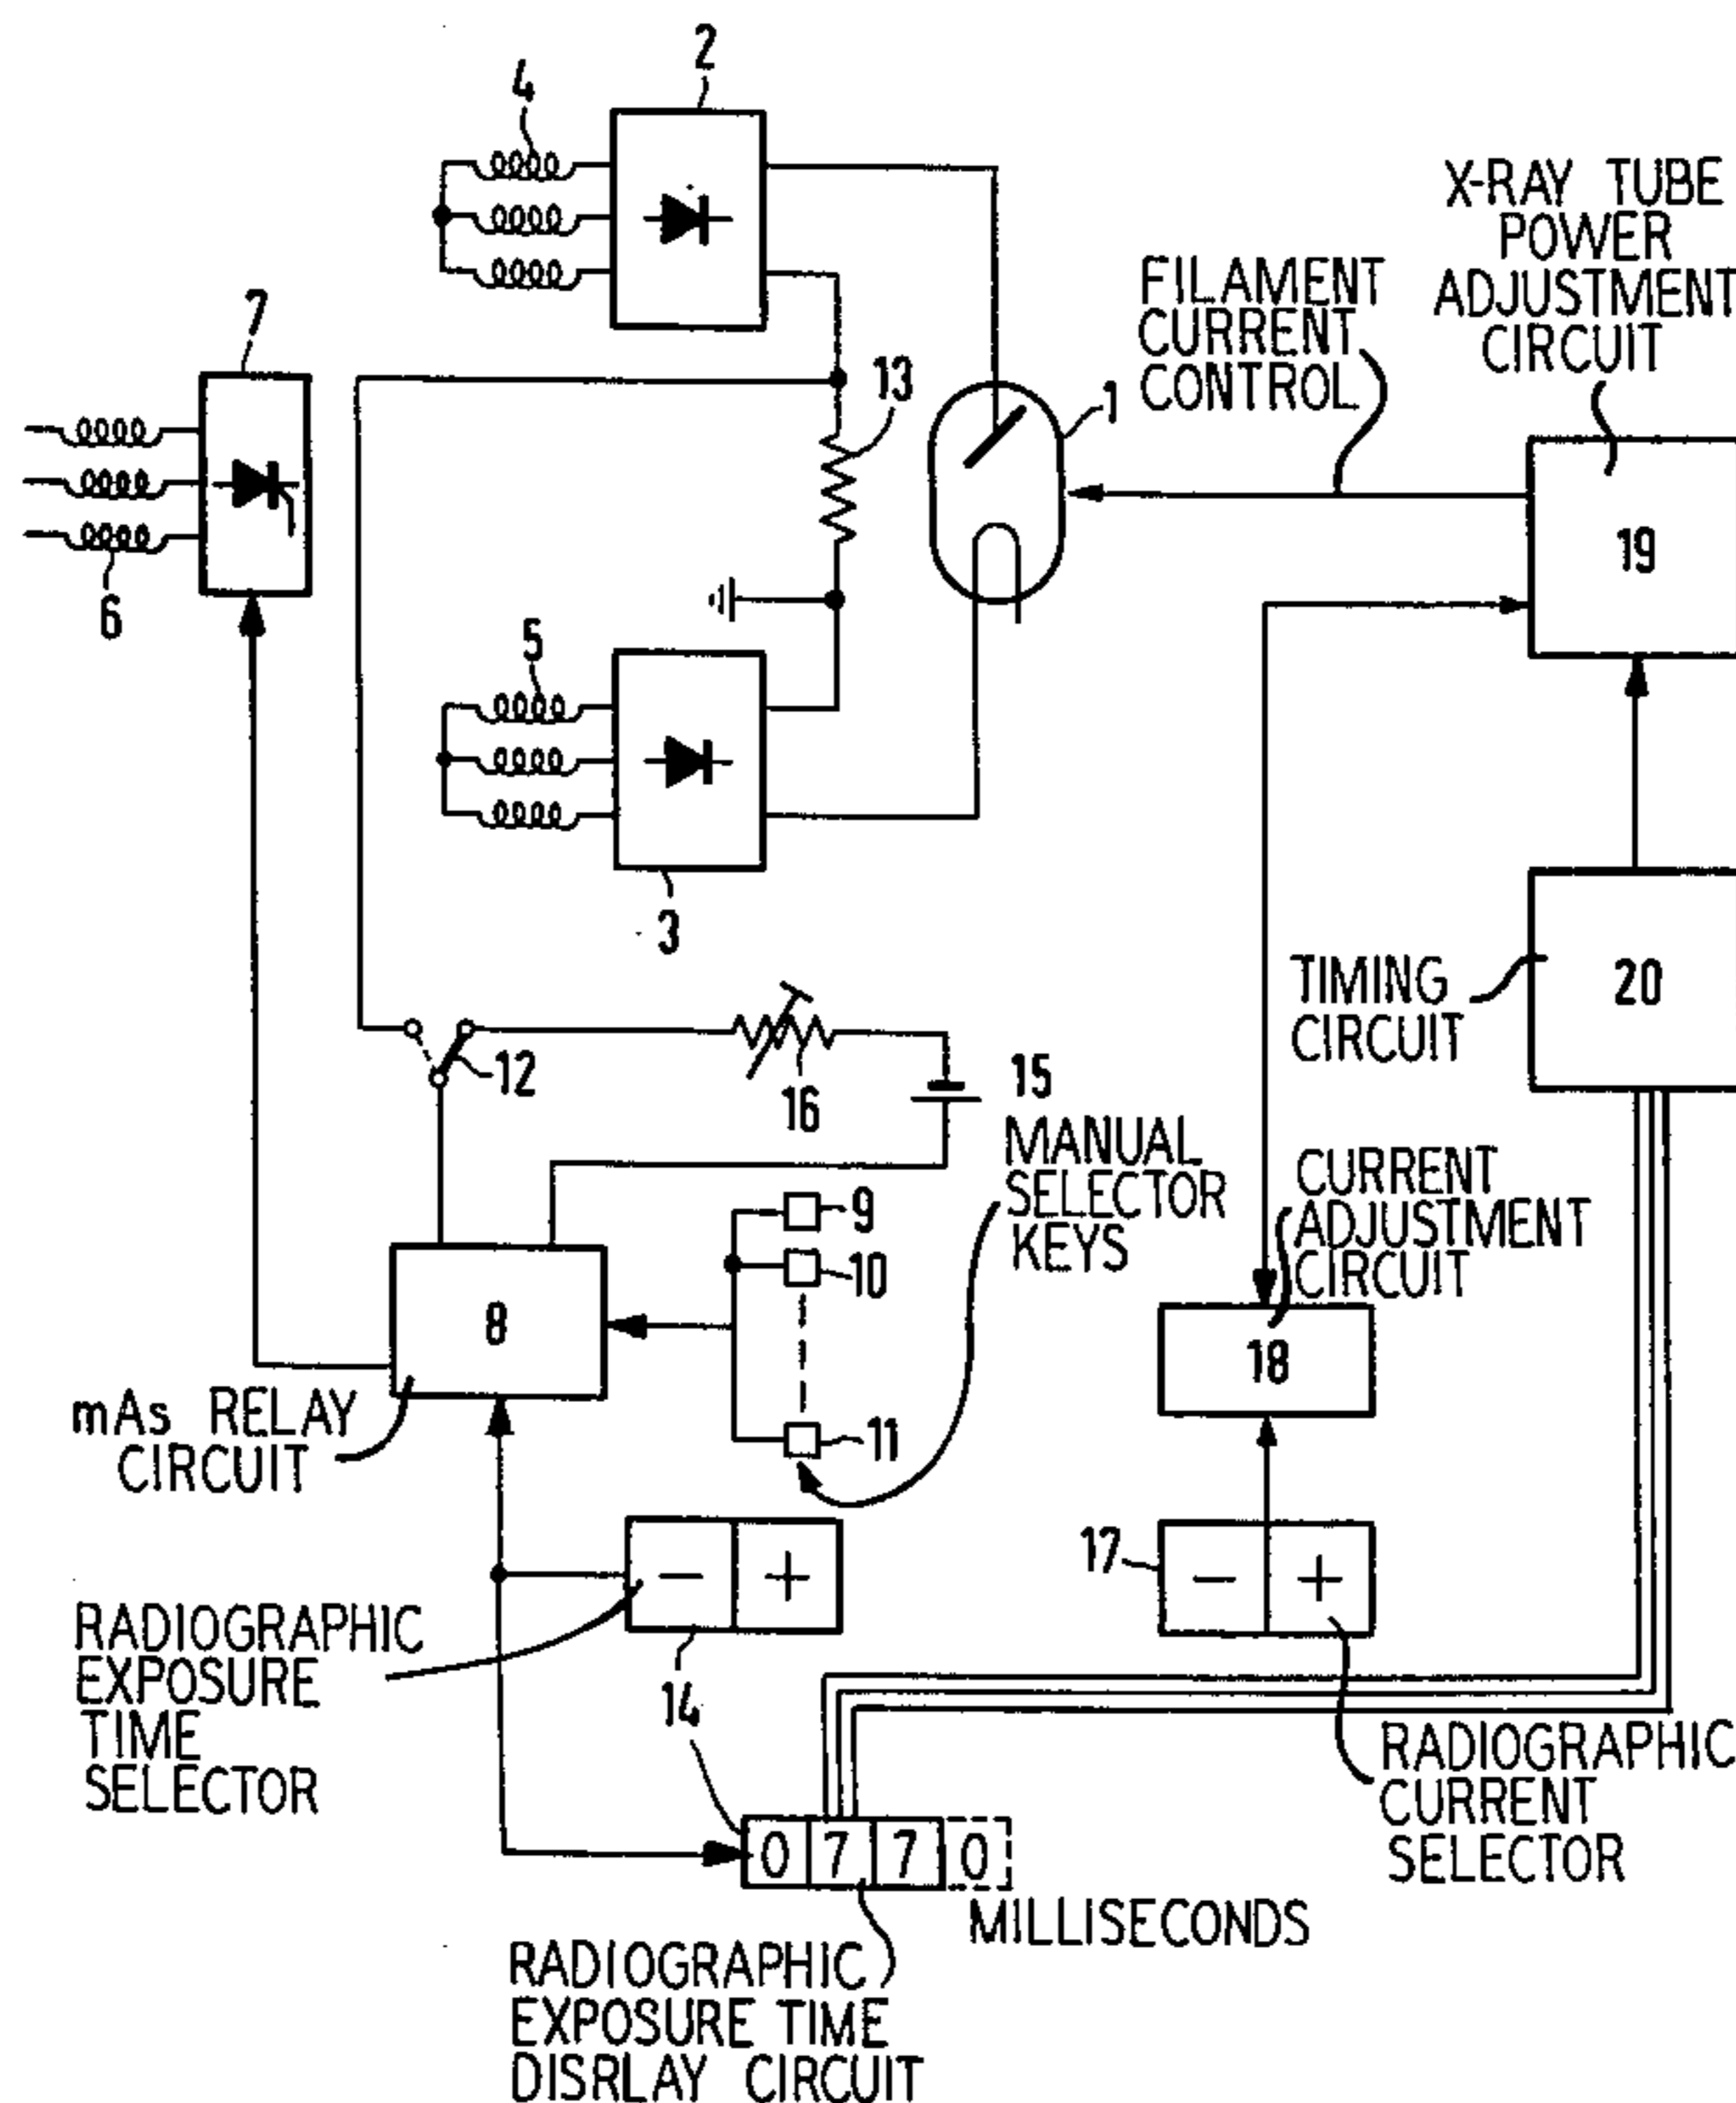 2
4
X-RAY TUBE
POWER
ADJUSTMENT
CIRCUIT
FILAMENT
CURRENT
CONTROL
7
13
1
19
6
5
3
TIMING
CIRCUIT
20
12
16
15
MANUAL
SELECTOR
KEYS
CURRENT
ADJUSTMENT
CIRCUIT
9
10
8
18
11
mAs RELAY
CIRCUIT
17
- +
- +
RADIOGRAPHIC
EXPOSURE
TIME
SELECTOR
14
RADIOGRAPHIC
CURRENT
SELECTOR
0 7 7 0
MILLISECONDS
RADIOGRAPHIC
EXPOSURE TIME
DISRLAY CIRCUIT